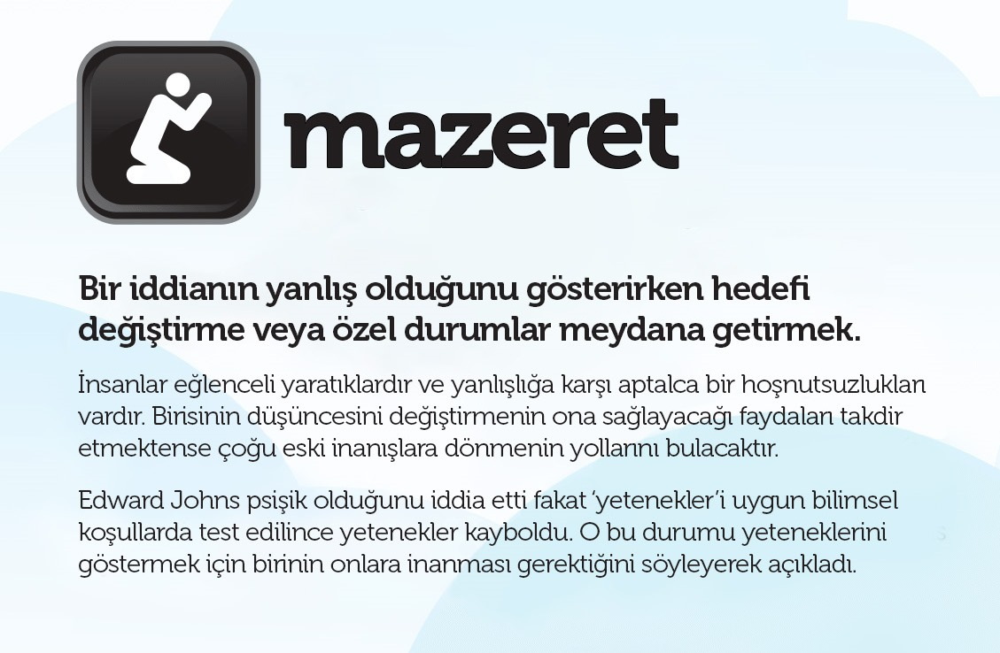 mazeret
Bir iddianın yanlış olduğunu gösterirken hedefi
değiştirme veya özel durumlar meydana getirmek.
İnsanlar eğlenceli yaratıklardır ve yanlışlığa karşı aptalca bir hoşnutsuzlukları
vardır. Birisinin düşüncesini değiştirmenin ona sağlayacağı faydaları takdir
etmektense çoğu eski inanışlara dönmenin yollarını bulacaktır.
Edward Johns psişik olduğunu iddia etti fakat ‘yetenekler’i uygun bilimsel
koşullarda test edilince yetenekler kayboldu. O bu durumu yeteneklerini
göstermek için birinin onlara inanması gerektiğini söyleyerek açıkladı.